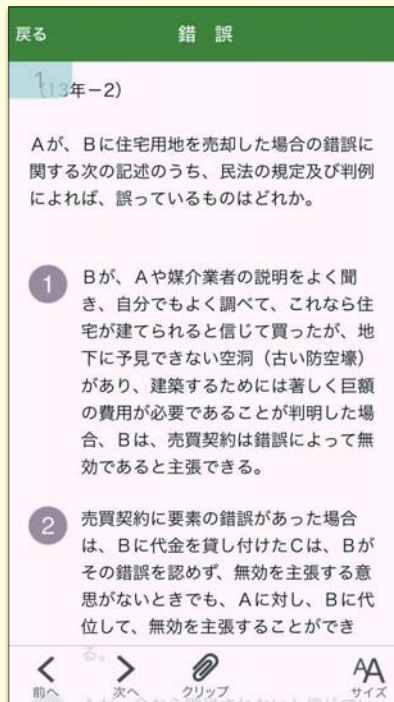 戻る 錯 誤
1
(13年−2)
Aが、Bに住宅用地を売却した場合の錯誤に
関する次の記述のうち、民法の規定及び判例
によれば、誤っているものはどれか。
1 Bが、Aや媒介業者の説明をよく聞
き、自分でもよく調べて、これなら住
宅が建てられると信じて買ったが、地
下に予見できない空洞（古い防空壕）
があり、建築するためには著しく巨額
の費用が必要であることが判明した場
合、Bは、売買契約は錯誤によって無
効であると主張できる。
2 売買契約に要素の錯誤があった場合
は、Bに代金を貸し付けたCは、Bが
その錯誤を認めず、無効を主張する意
思がないときでも、Aに対し、Bに代
位して、無効を主張することができ
る。
前へ 次へ クリップ AA サイズ